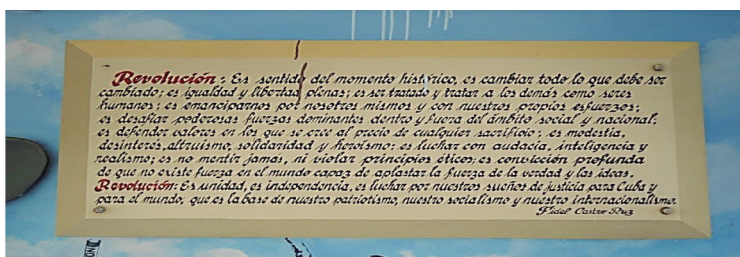 Revolución: Es sentido del momento histórico, es cambiar todo lo que debe ser
cambiado; es igualdad y libertad plenas; es ser tratado y tratar a los demás como seres
humanos; es emanciparnos por nosotros mismos y con nuestros propios esfuerzos;
es desafiar poderosas fuerzas dominantes dentro y fuera del ámbito social y nacional;
es defender valores en los que se cree al precio de cualquier sacrificio; es modestia,
desinterés, altruismo, solidaridad y heroísmo; es luchar con audacia, inteligencia y
realismo; es no mentir jamas, ni violar principios éticos; es convicción profunda
de que no existe fuerza en el mundo capaz de aplastar la fuerza de la verdad y las ideas.
Revolución: Es unidad, es independencia, es luchar por nuestros sueños de justicia para Cuba y
para el mundo, que es la base de nuestro patriotismo, nuestro socialismo y nuestro internacionalismo.
Fidel Castro Ruz